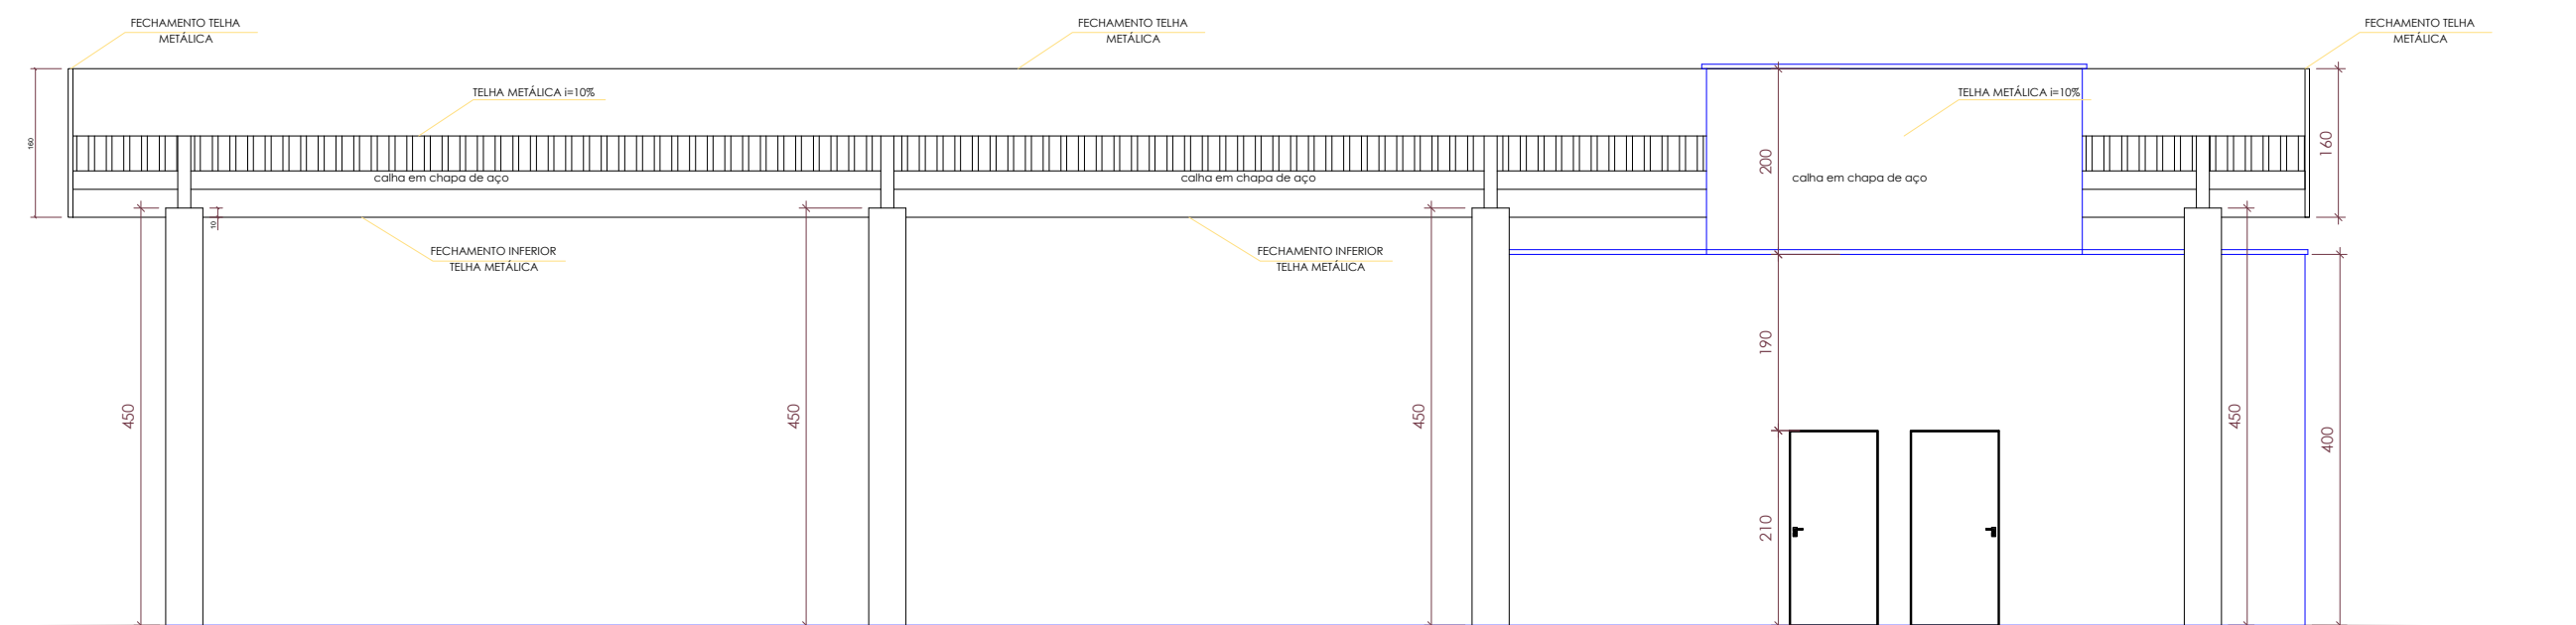 FECHAMENTO TELHA
METÁLICA
FECHAMENTO TELHA
METÁLICA
FECHAMENTO TELHA
METÁLICA
TELHA METÁLICA i=10%
TELHA METÁLICA i=10%
160
200
160
calha em chapa de aço
calha em chapa de aço
calha em chapa de aço
10
FECHAMENTO INFERIOR
TELHA METÁLICA
FECHAMENTO INFERIOR
TELHA METÁLICA
190
450
450
450
450
400
210